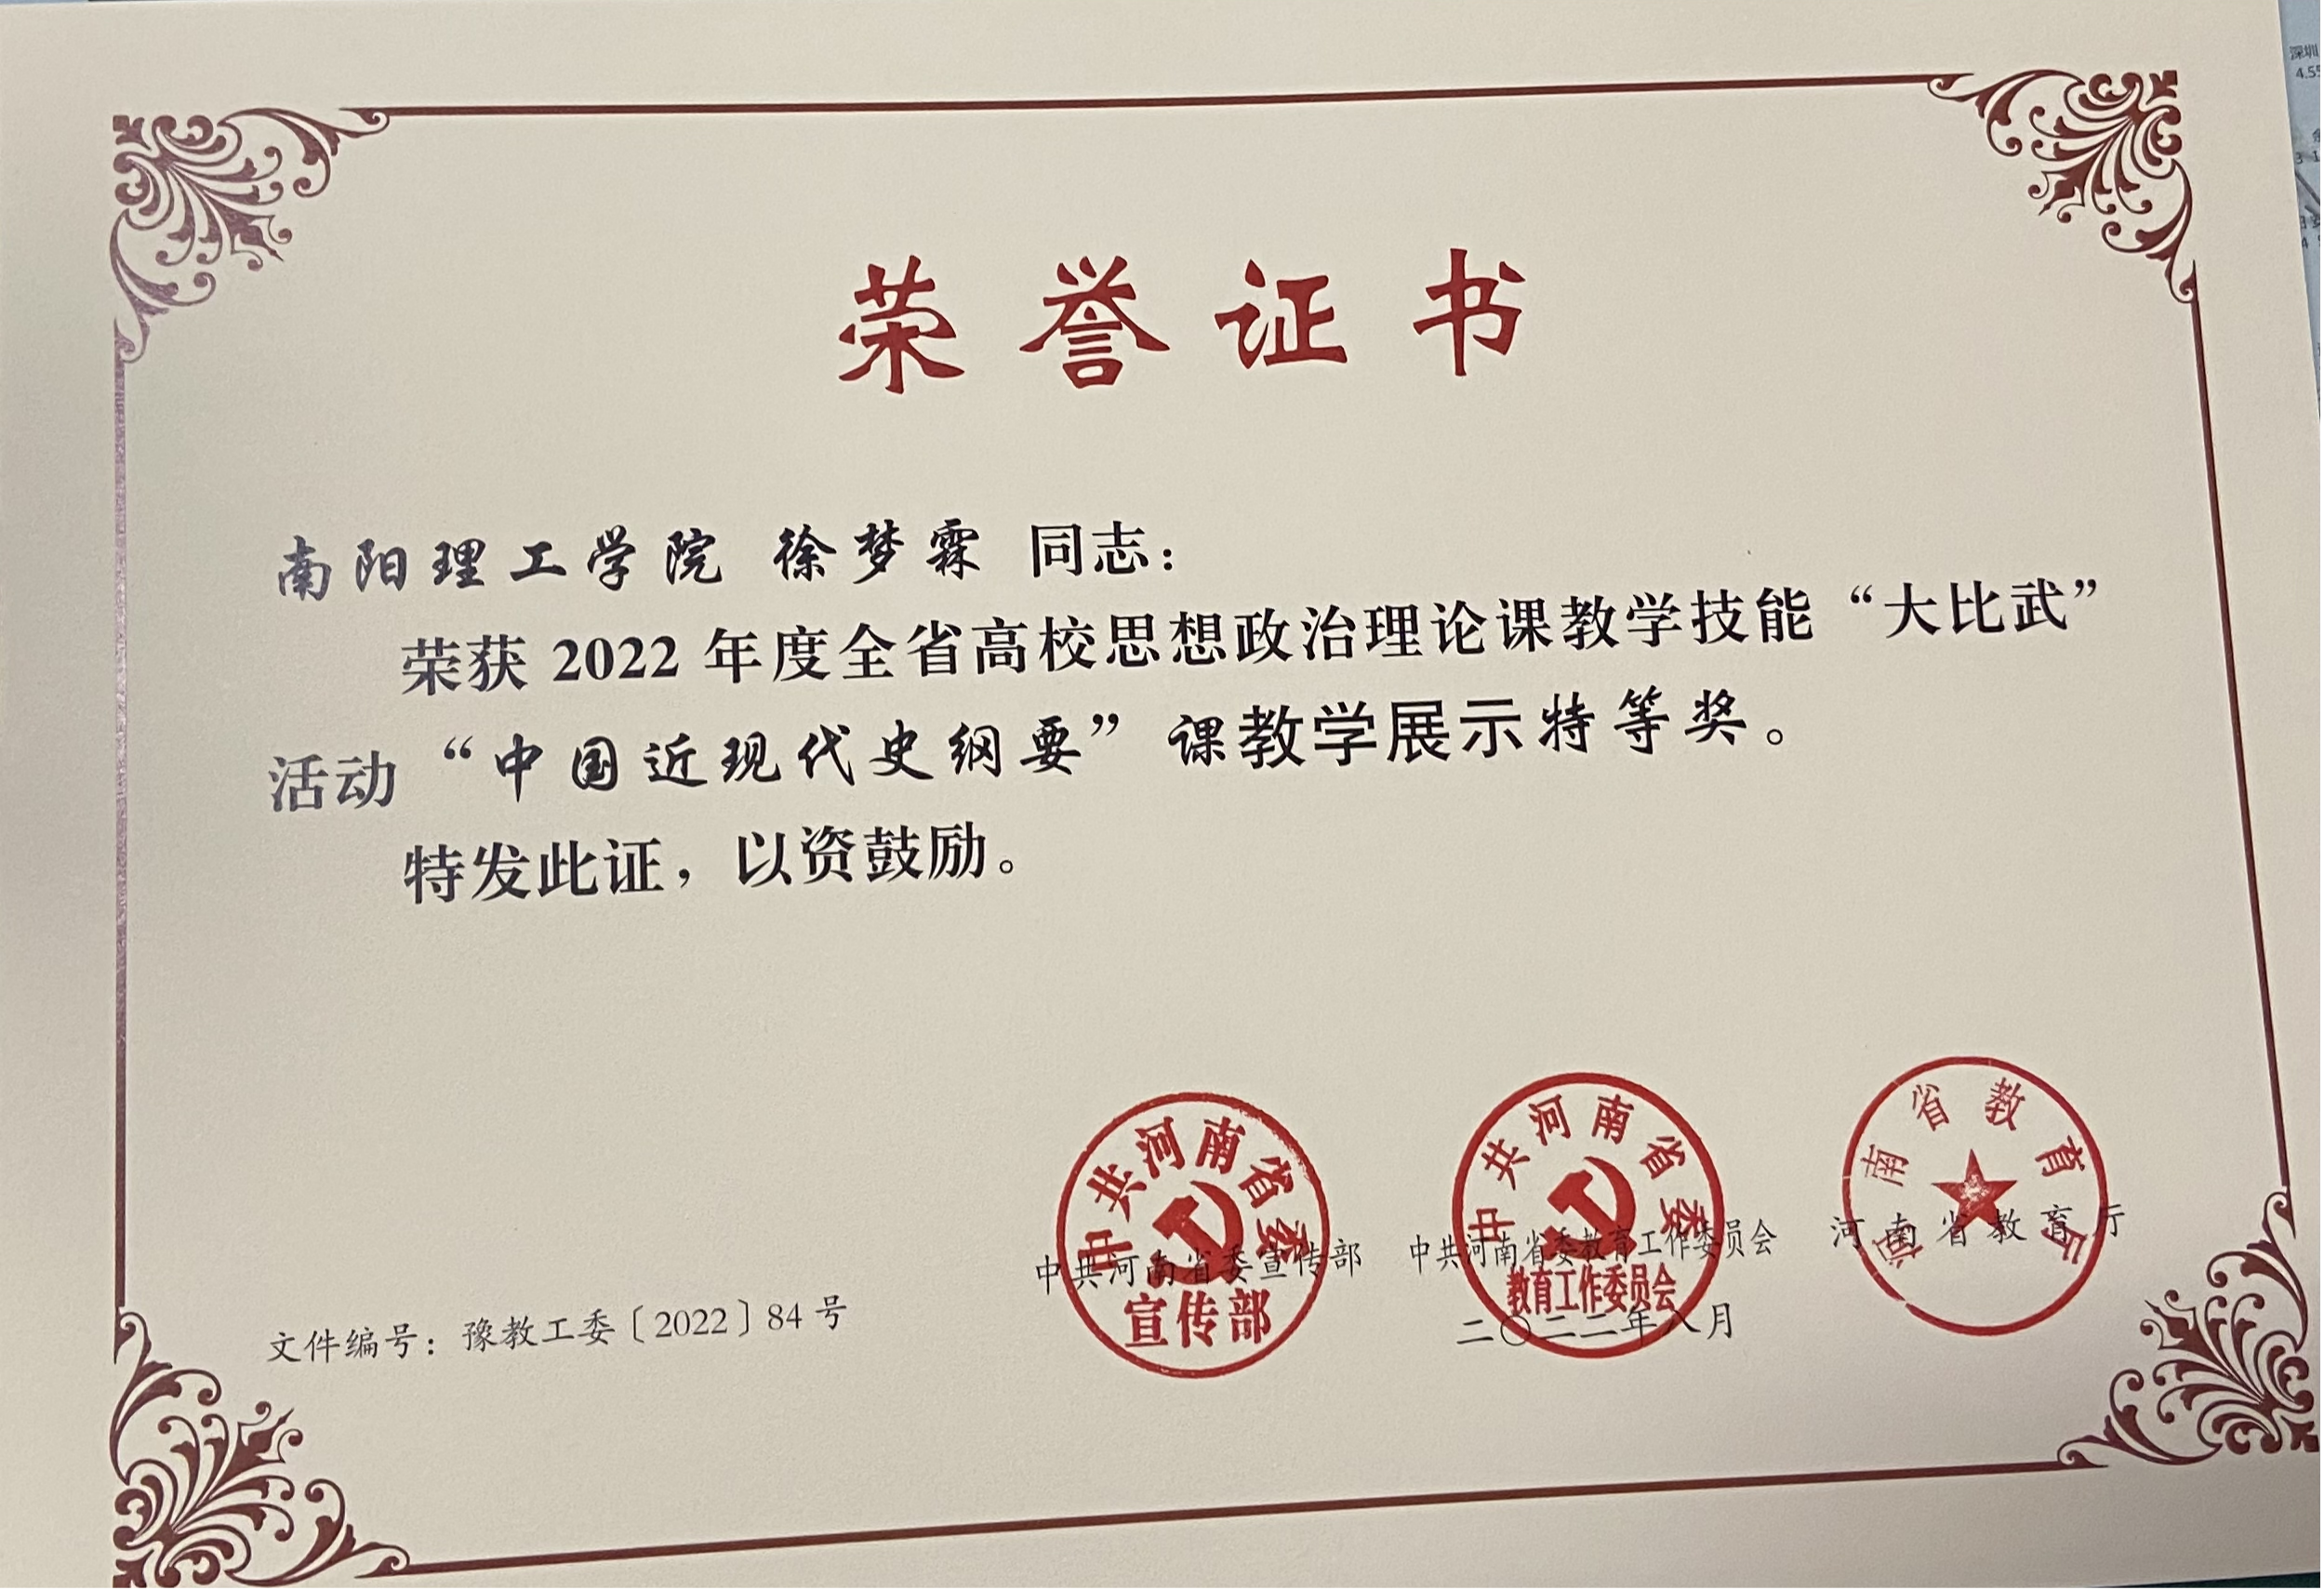 荣誉证书
南阳理工学院 徐梦霖 同志：
荣获 2022 年度全省高校思想政治理论课教学技能“大比武”
活动“中国近现代史纲要”课教学展示特等奖。
特发此证，以资鼓励。
中共河南省委
宣传部
中共河南省委
教育工作委员会
河南省教育厅
中共河南省委宣传部 中共河南省委教育工作委员会 河南省教育厅
文件编号：豫教工委〔2022〕84号
二〇二二年八月
深圳